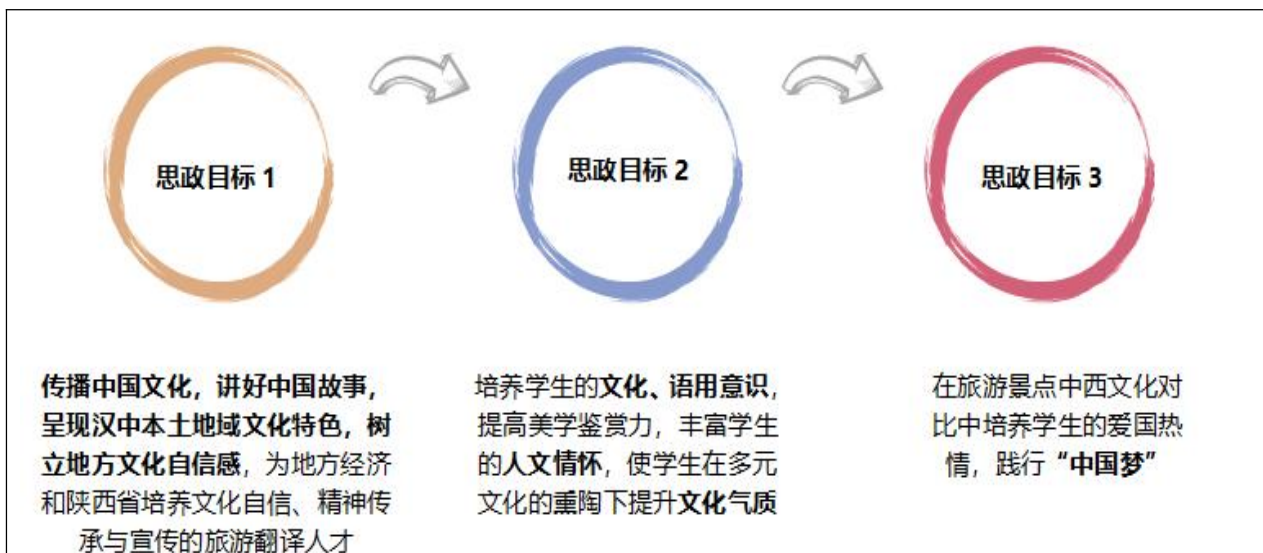 思政目标 1
思政目标 2
思政目标 3
传播中国文化，讲好中国故事，
呈现汉中本土地域文化特色，树
立地方文化自信感，为地方经济
和陕西省培养文化自信、精神传
承与宣传的旅游翻译人才
培养学生的文化、语用意识，
提高美学鉴赏力，丰富学生
的人文情怀，使学生在多元
文化的熏陶下提升文化气质
在旅游景点中西文化对
比中培养学生的爱国热
情，践行“中国梦”